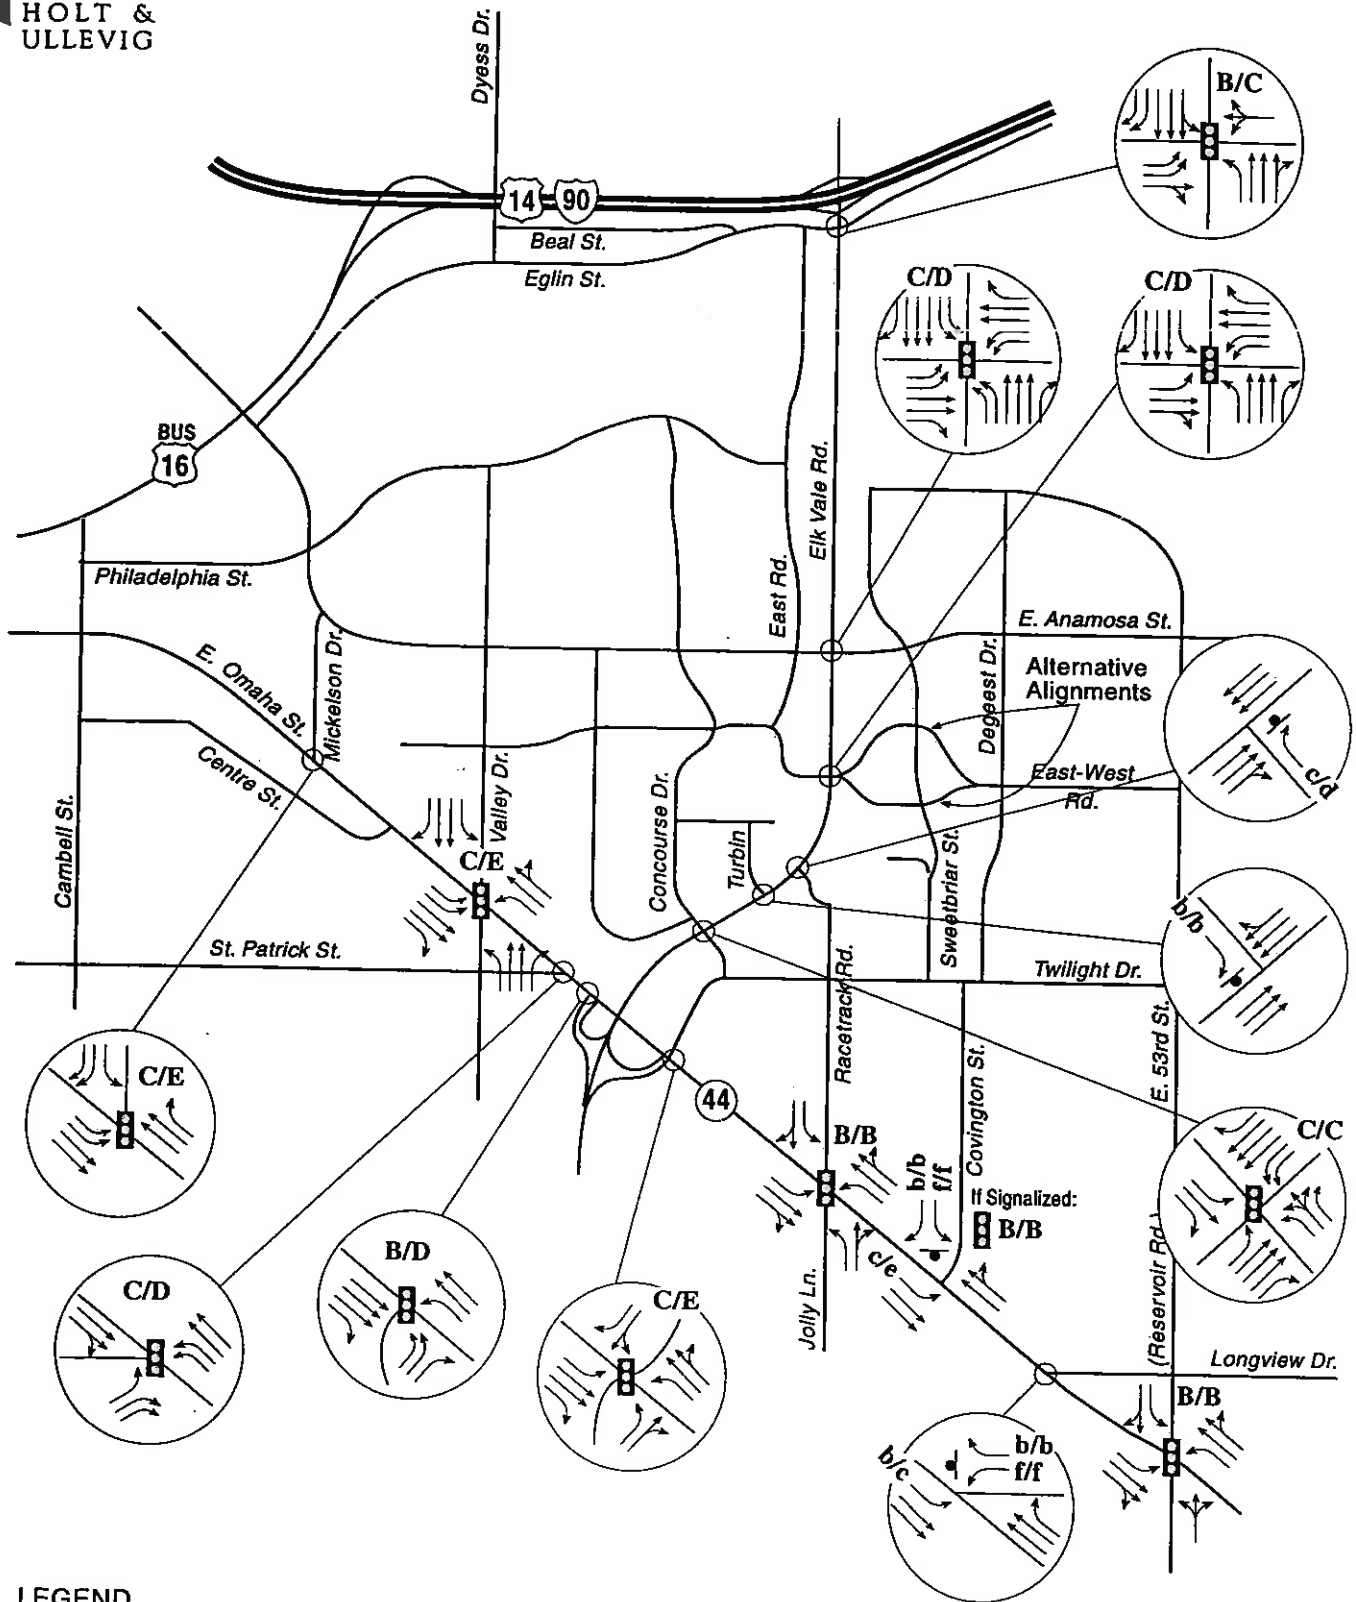 HOLT &
ULLEVIG
Dyess Dr.
B/C
14
90
Beal St.
Eglin St.
C/D
C/D
BUS
16
Elk Vale Rd.
East Rd.
Philadelphia St.
E. Anamosa St.
E. Omaha St.
Mickelson Dr.
Degeest Dr.
Alternative
Alignments
Centre St.
Valley Dr.
Concourse Dr.
East-West
Rd.
c/d
Cambell St.
C/E
Turbin
Sweetbriar St.
b/b
St. Patrick St.
Racetrack Rd.
Twilight Dr.
E. 53rd St.
C/E
44
Covington St.
C/C
B/B
b/b
f/f
If Signalized:
B/B
B/D
C/D
C/E
c/e
Jolly Ln.
(Reservoir Rd.)
Longview Dr.
B/B
b/c
b/b
f/f
LEGEND